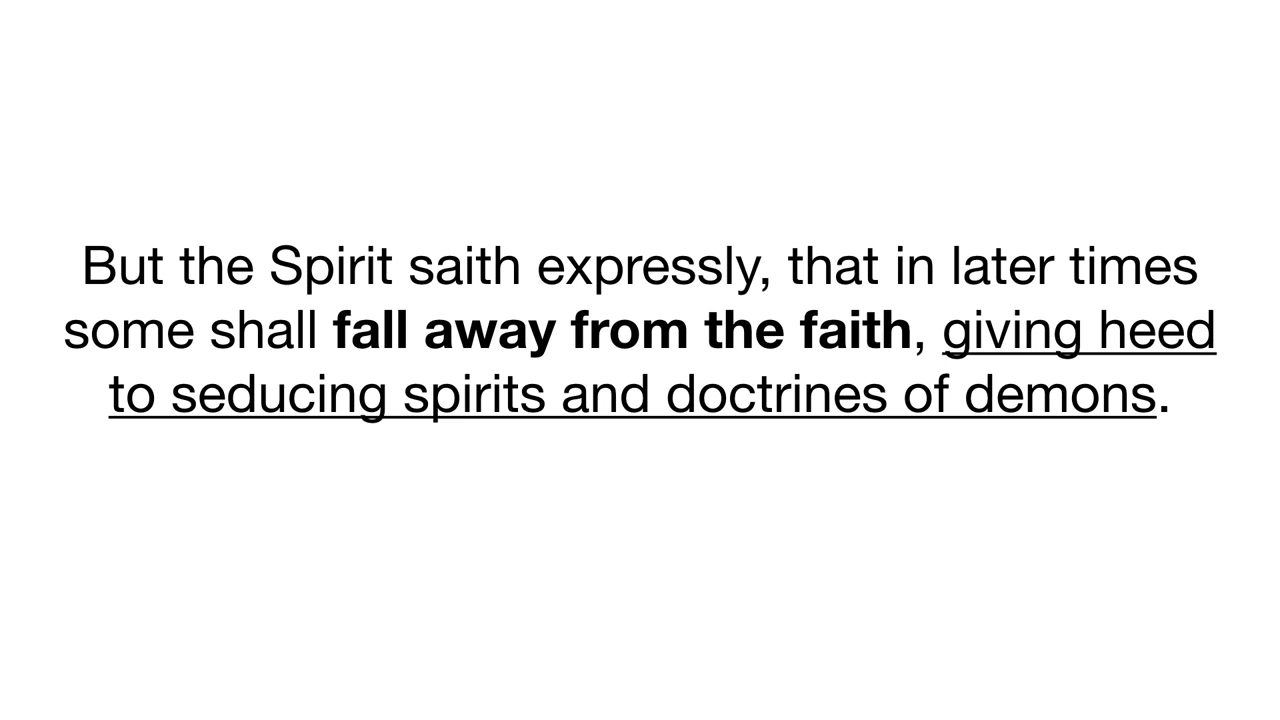 But the Spirit saith expressly, that in later times
some shall fall away from the faith, giving heed
to seducing spirits and doctrines of demons.